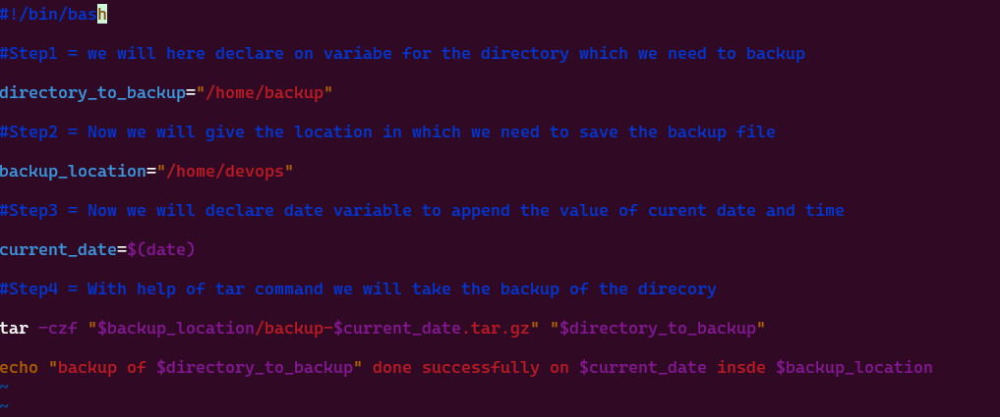 #!/bin/bash
#Step1 = we will here declare on variabe for the directory which we need to backup
directory_to_backup="/home/backup"
#Step2 = Now we will give the location in which we need to save the backup file
backup_location="/home/devops"
#Step3 = Now we will declare date variable to append the value of curent date and time
current_date=$(date)
#Step4 = With help of tar command we will take the backup of the direcory
tar -czf "$backup_location/backup-$current_date.tar.gz" "$directory_to_backup"
echo "backup of $directory_to_backup" done successfully on $current_date insde $backup_location
~
~